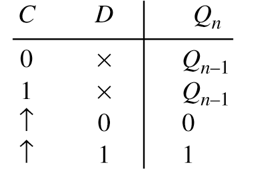 C D Qₙ
0 × Qₙ₋₁
1 × Qₙ₋₁
↑ 0 0
↑ 1 1